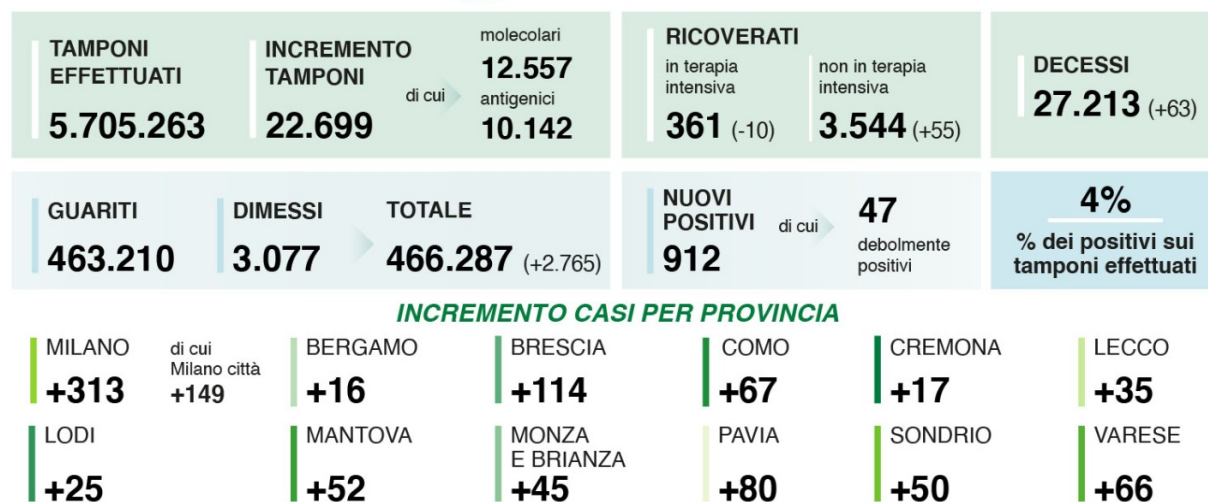 TAMPONI
EFFETTUATI
5.705.263
INCREMENTO
TAMPONI
22.699
di cui
molecolari
12.557
antigenici
10.142
RICOVERATI
in terapia
intensiva
361 (-10)
non in terapia
intensiva
3.544 (+55)
DECESSI
27.213 (+63)
GUARITI
463.210
DIMESSI
3.077
TOTALE
466.287 (+2.765)
NUOVI
POSITIVI
912
di cui
47
debolmente
positivi
4%
% dei positivi sui
tamponi effettuati
INCREMENTO CASI PER PROVINCIA
MILANO
+313
di cui
Milano città
+149
BERGAMO
+16
BRESCIA
+114
COMO
+67
CREMONA
+17
LECCO
+35
LODI
+25
MANTOVA
+52
MONZA
E BRIANZA
+45
PAVIA
+80
SONDRIO
+50
VARESE
+66